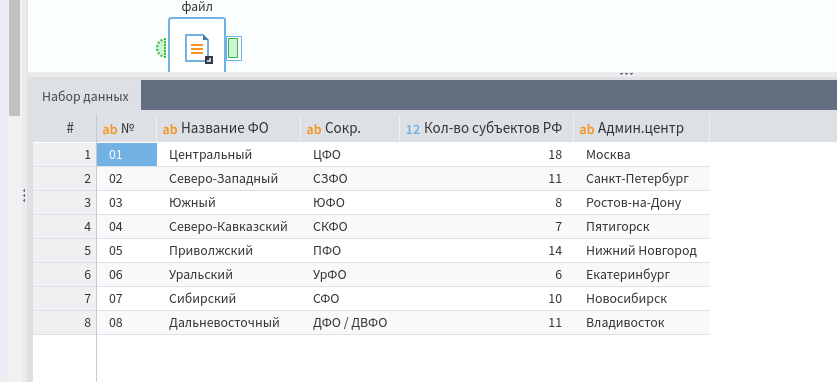 файл
Набор данных
# ab № ab Название ФО ab Сокр. 12 Кол-во субъектов РФ ab Админ.центр
1 01 Центральный ЦФО 18 Москва
2 02 Северо-Западный СЗФО 11 Санкт-Петербург
3 03 Южный ЮФО 8 Ростов-на-Дону
4 04 Северо-Кавказский СКФО 7 Пятигорск
5 05 Приволжский ПФО 14 Нижний Новгород
6 06 Уральский УрФО 6 Екатеринбург
7 07 Сибирский СФО 10 Новосибирск
8 08 Дальневосточный ДФО / ДВФО 11 Владивосток